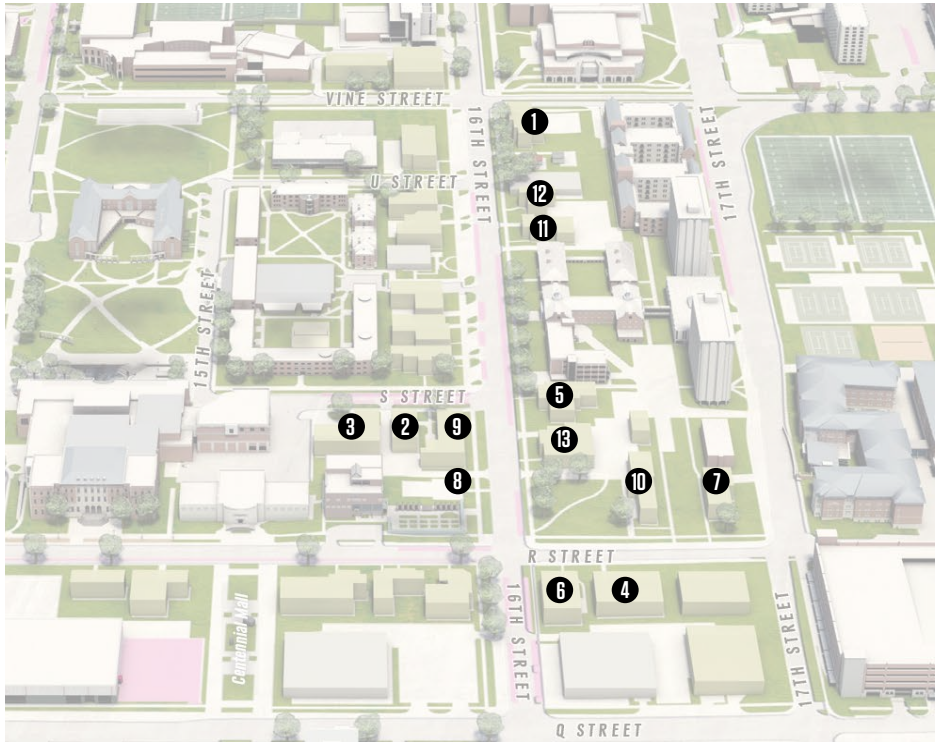 VINE STREET
16TH STREET
1
17TH STREET
U STREET
12
11
15TH STREET
S STREET
5
3
2
9
13
8
10
7
R STREET
6
4
Centennial Mall
16TH STREET
17TH STREET
Q STREET